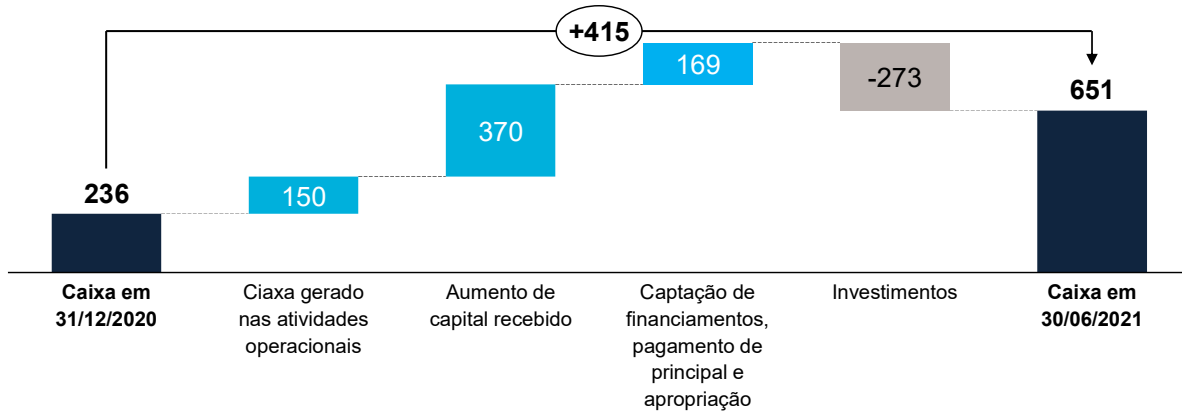 +415
236
150
370
169
-273
651
Caixa em
31/12/2020
Ciaxa gerado
nas atividades
operacionais
Aumento de
capital recebido
Captação de
financiamentos,
pagamento de
principal e
apropriação
Investimentos
Caixa em
30/06/2021